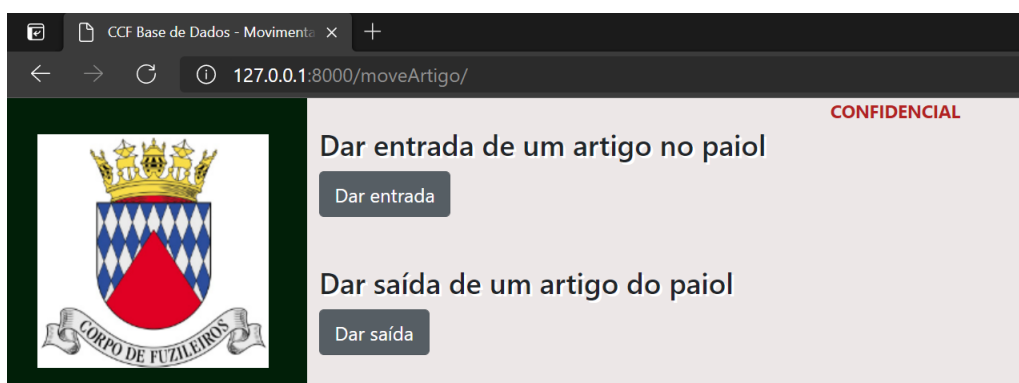 CCF Base de Dados - Movimenta
127.0.0.1:8000/moveArtigo/
CONFIDENCIAL
Dar entrada de um artigo no paiol
Dar entrada
Dar saída de um artigo do paiol
Dar saída
CORPO DE FUZILEIROS